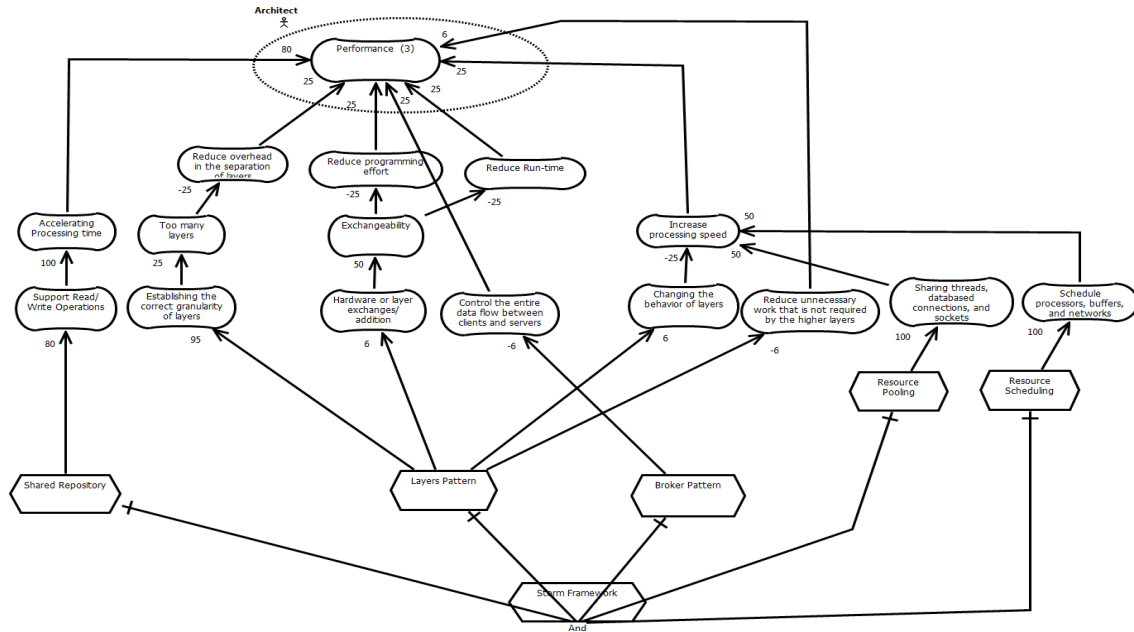 Architect
6
80
Performance (3)
25
25
25
25
25
25
Reduce overhead
in the separation
of layers
Reduce programming
effort
Reduce Run-time
-25
-25
-25
Accelerating
Processing time
Too many
layers
Exchangeability
Increase
processing speed
50
50
100
25
50
-25
Support Read/
Write Operations
Establishing the
correct granularity
of layers
Hardware or layer
exchanges/
addition
Control the entire
data flow between
clients and servers
Changing the
behavior of layers
Reduce unnecessary
work that is not required
by the higher layers
Sharing threads,
databased
connections, and
sockets
Schedule
processors, buffers,
and networks
80
95
6
-6
6
-6
100
100
Resource
Pooling
Resource
Scheduling
Shared Repository
Layers Pattern
Broker Pattern
Storm Framework
And